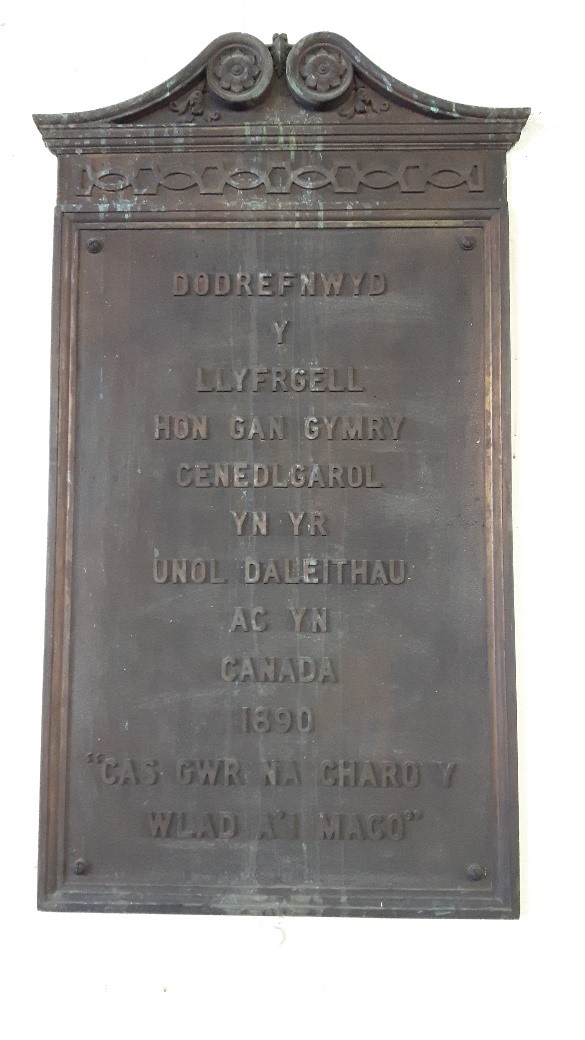 DODREFNWYD
Y
LLYFRGELL
HON GAN GYMRY
CENEDLGAROL
YN YR
UNOL DALEITHAU
AC YN
CANADA
1890
"CAS GWR NA CHARO Y
WLAD A'I MACO"